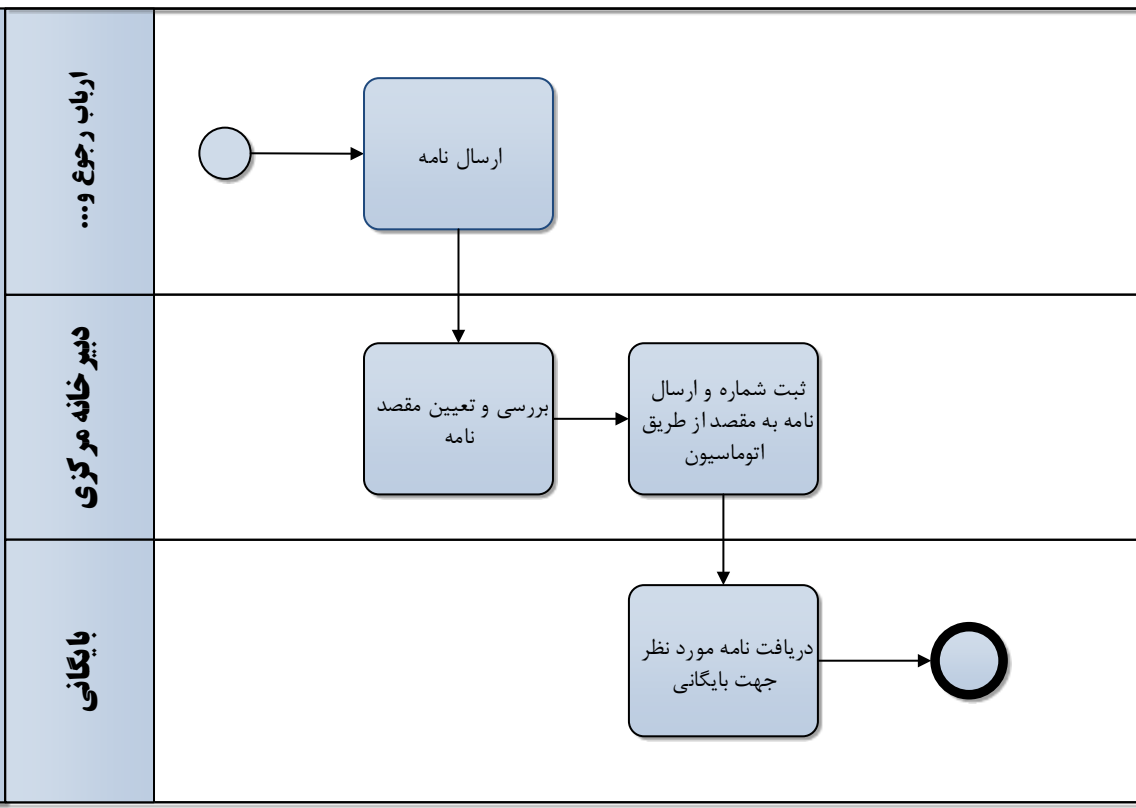 ارباب رجوع و...
ارسال نامه
دبیرخانه مرکزی
بررسی و تعیین مقصد
نامه
ثبت شماره و ارسال
نامه به مقصد از طریق
اتوماسیون
بایگانی
دریافت نامه مورد نظر
جهت بایگانی